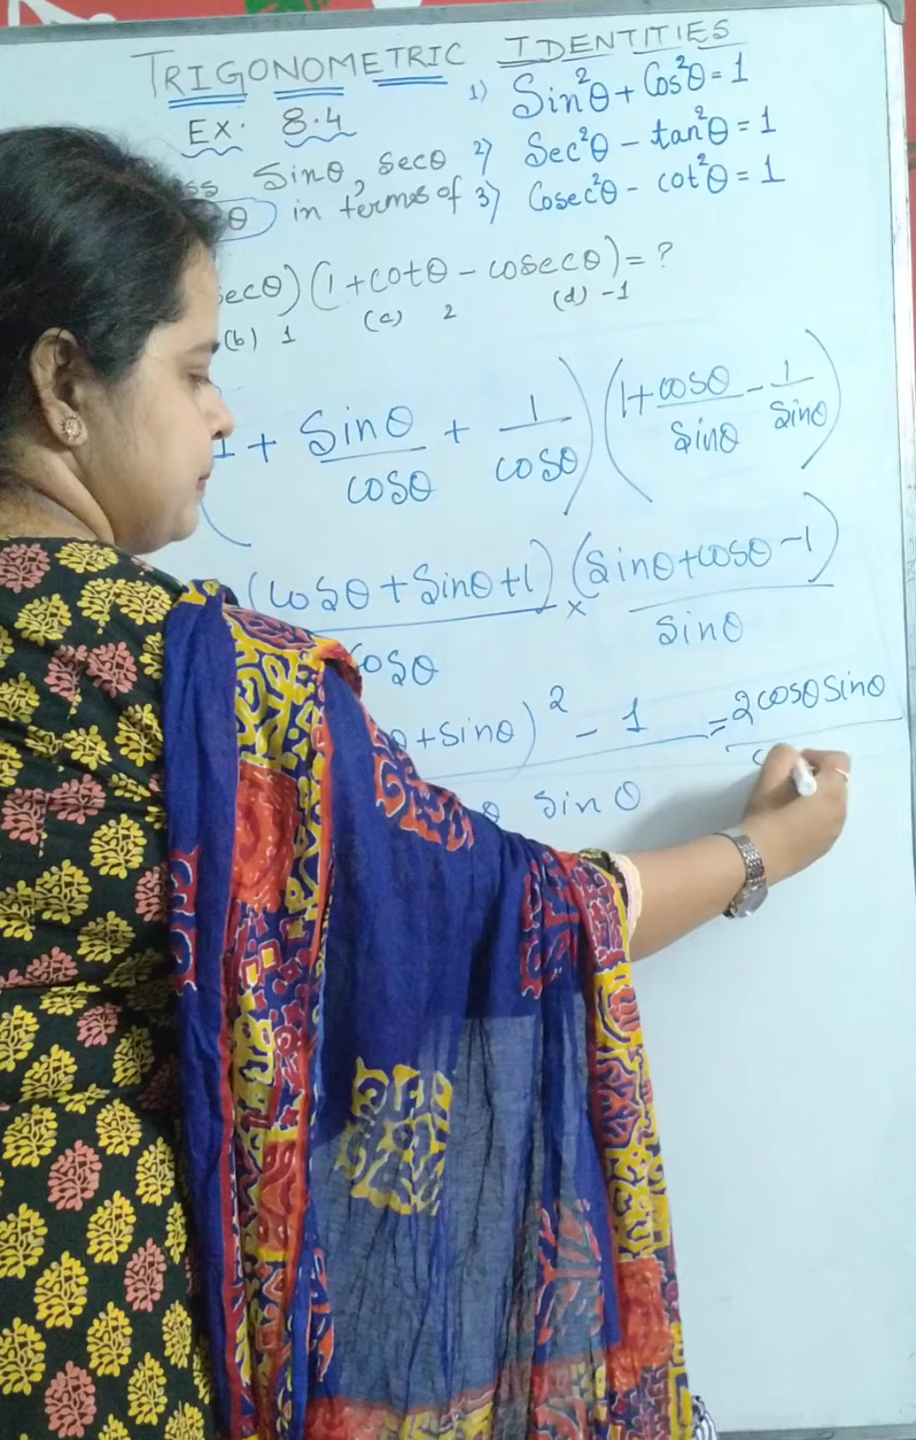 TRIGONOMETRIC IDENTITIES
EX. 8.4
1) Sin²θ + Cos²θ = 1
2) Sec²θ - tan²θ = 1
3) Cosec²θ - cot²θ = 1
Sinθ, secθ
θ in terms of
secθ) (1 + cotθ - cosecθ) = ?
(b) 1 (c) 2 (d) -1
1 + Sinθ/cosθ + 1/cosθ) (1 + cosθ/sinθ - 1/sinθ)
(cosθ + Sinθ + 1)/cosθ × (Sinθ + cosθ - 1)/sinθ
θ + sinθ)² - 1 / θ sinθ = 2cosθ sinθ